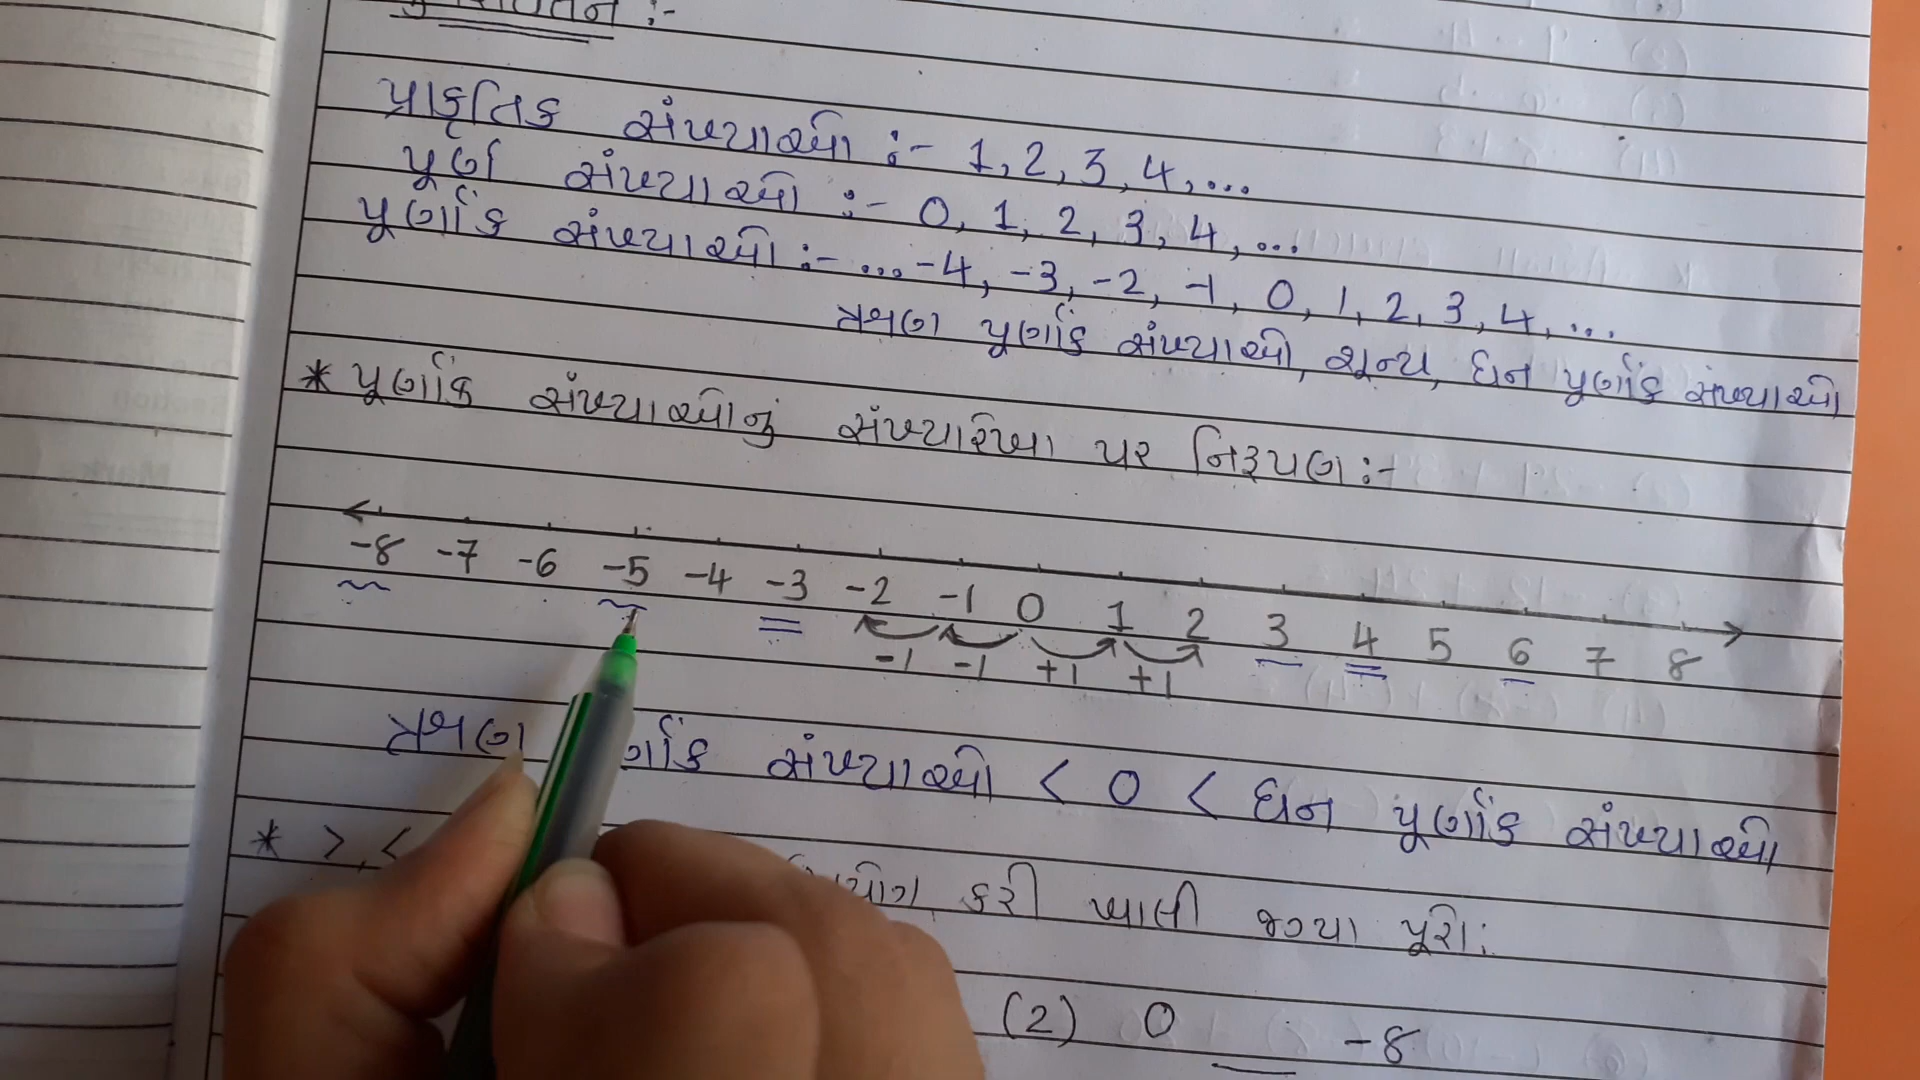 પ્રાકૃતિક સંખ્યાઓ :- 1, 2, 3, 4, ...
પૂર્ણ સંખ્યાઓ :- 0, 1, 2, 3, 4, ...
પૂર્ણાંક સંખ્યાઓ :- ... -4, -3, -2, -1, 0, 1, 2, 3, 4, ...
ઋણ પૂર્ણાંક સંખ્યાઓ, શૂન્ય, ધન પૂર્ણાંક સંખ્યાઓ
* પૂર્ણાંક સંખ્યાઓનું સંખ્યારેખા પર નિરૂપણ :-
-8 -7 -6 -5 -4 -3 -2 -1 0 1 2 3 4 5 6 7 8
-1 -1 +1 +1
સંખ્યાઓ < 0 < ધન પૂર્ણાંક સંખ્યાઓ
* >, < કરી ખાલી જગ્યા પૂરો:
(2) 0 __ -8